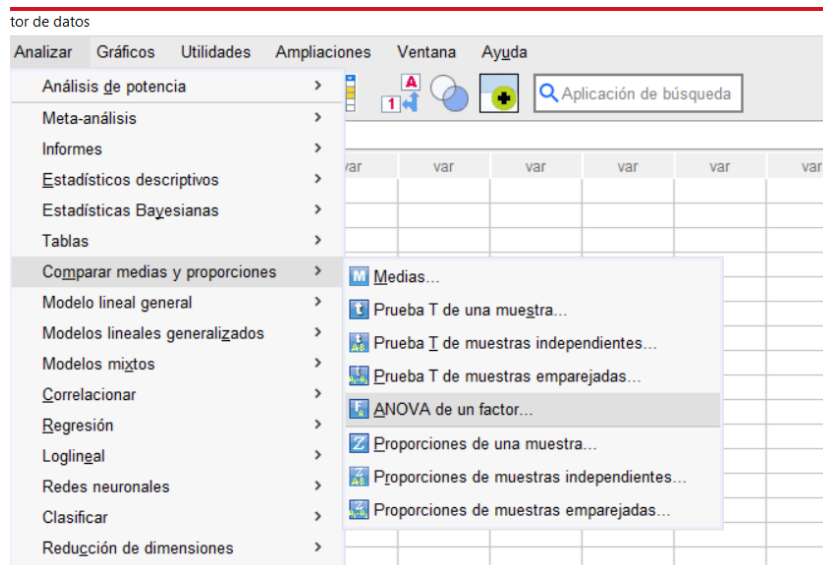 tor de datos
Analizar Gráficos Utilidades Ampliaciones Ventana Ayuda
Análisis de potencia
A
1
Aplicación de búsqueda
Meta-análisis
Informes
var var var var var var
Estadísticos descriptivos
Estadísticas Bayesianas
Tablas
Comparar medias y proporciones
Modelo lineal general
Modelos lineales generalizados
Modelos mixtos
Correlacionar
Regresión
Loglineal
Redes neuronales
Clasificar
Reducción de dimensiones
M Medias...
t Prueba T de una muestra...
Prueba T de muestras independientes...
Prueba T de muestras emparejadas...
ANOVA de un factor...
Z Proporciones de una muestra...
Proporciones de muestras independientes...
Proporciones de muestras emparejadas...